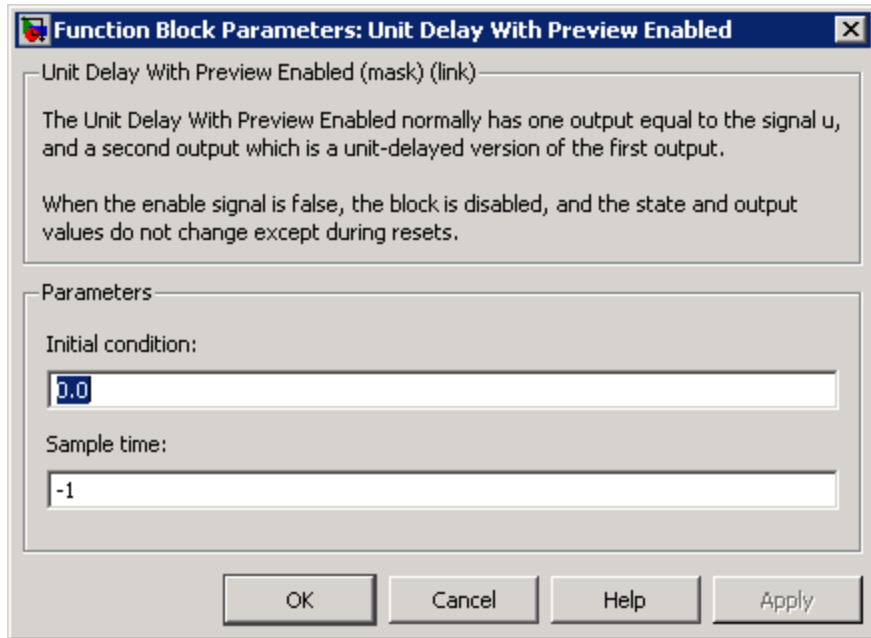 Function Block Parameters: Unit Delay With Preview Enabled
Unit Delay With Preview Enabled (mask) (link)
The Unit Delay With Preview Enabled normally has one output equal to the signal u,
and a second output which is a unit-delayed version of the first output.
When the enable signal is false, the block is disabled, and the state and output
values do not change except during resets.
Parameters
Initial condition:
0.0
Sample time:
-1
OK Cancel Help Apply